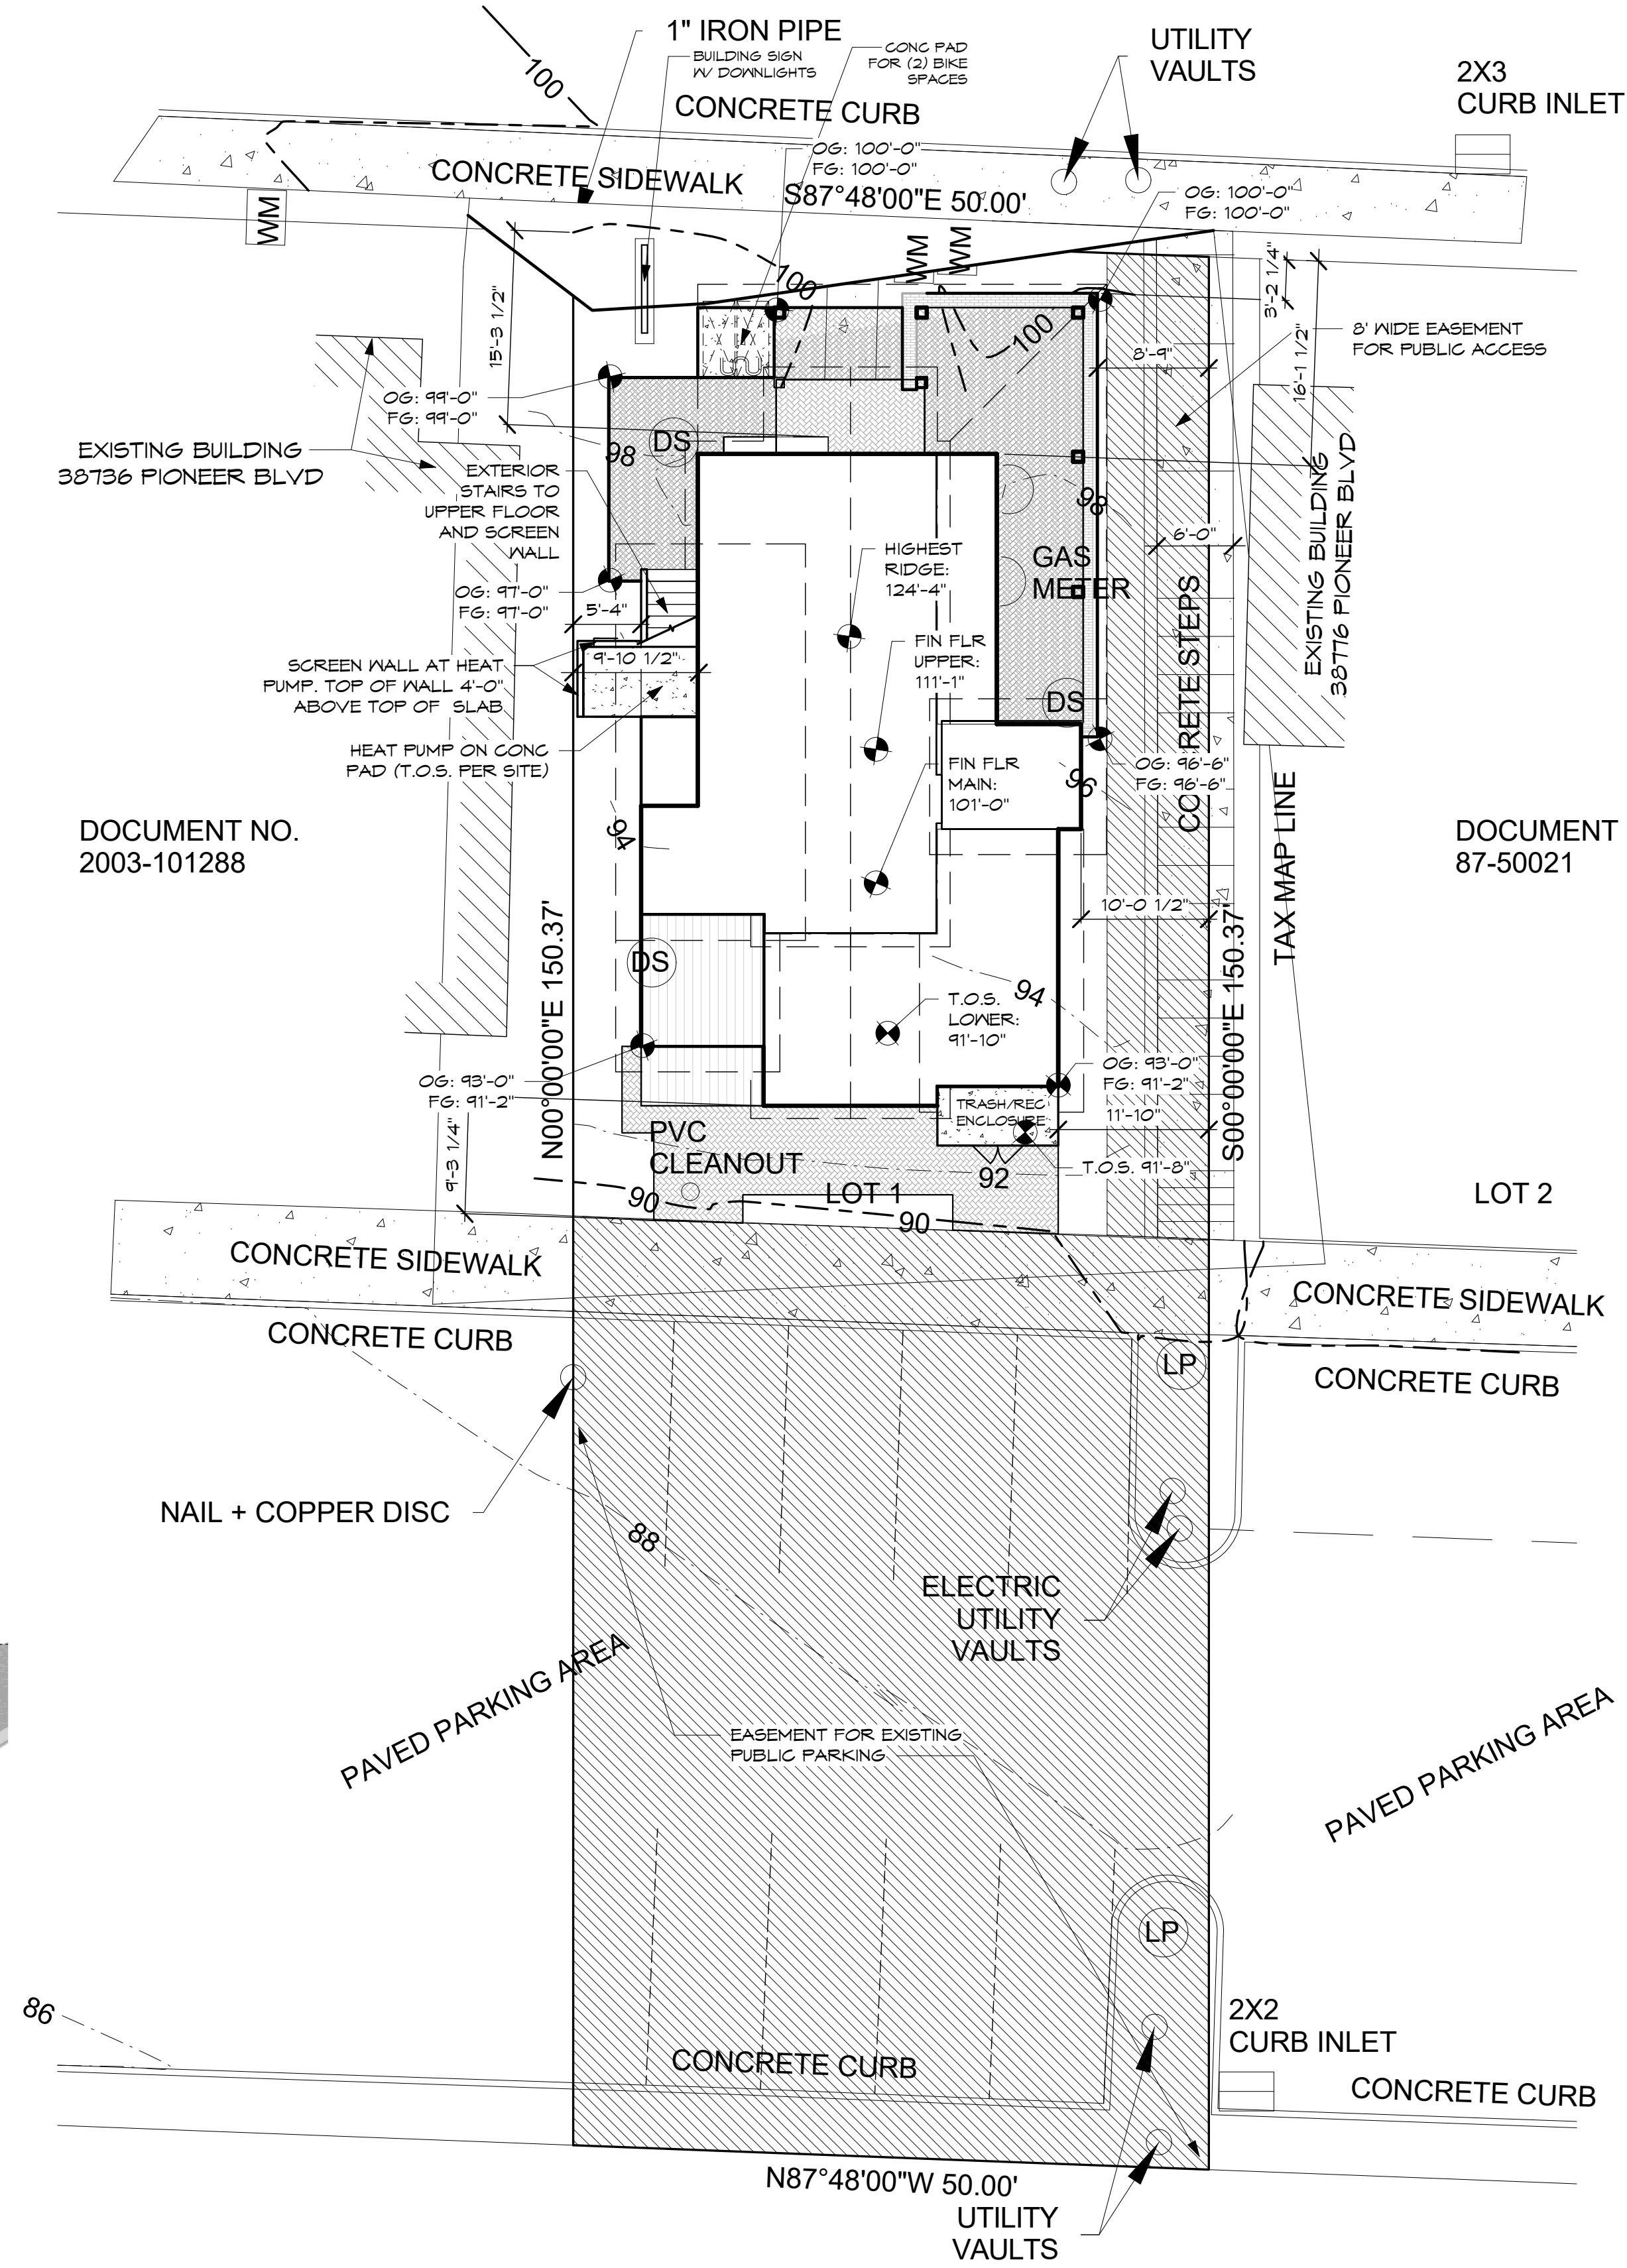 1" IRON PIPE
BUILDING SIGN
W/ DOWNLIGHTS
CONC PAD
FOR (2) BIKE
SPACES
UTILITY
VAULTS
2X3
CURB INLET
100
CONCRETE CURB
CONCRETE SIDEWALK
OG: 100'-0"
FG: 100'-0"
S87°48'00"E 50.00'
OG: 100'-0"
FG: 100'-0"
WM
WM
WM
100
100
15'-3 1/2"
3'-2 1/4"
16'-1 1/2"
8'-9"
8' WIDE EASEMENT
FOR PUBLIC ACCESS
OG: 99'-0"
FG: 99'-0"
EXISTING BUILDING
38736 PIONEER BLVD
DS
98
EXTERIOR
STAIRS TO
UPPER FLOOR
AND SCREEN
WALL
98
6'-0"
EXISTING BUILDING
38776 PIONEER BLVD
HIGHEST
RIDGE:
124'-4"
GAS
METER
OG: 97'-0"
FG: 97'-0"
5'-4"
9'-10 1/2"
FIN FLR
UPPER:
111'-1"
SCREEN WALL AT HEAT
PUMP. TOP OF WALL 4'-0"
ABOVE TOP OF SLAB
DS
CONCRETE STEPS
HEAT PUMP ON CONC
PAD (T.O.S. PER SITE)
FIN FLR
MAIN:
101'-0"
96
OG: 96'-6"
FG: 96'-6"
TAX MAP LINE
DOCUMENT NO.
2003-101288
94
DOCUMENT
87-50021
10'-0 1/2"
N00°00'00"E 150.37'
S00°00'00"E 150.37'
DS
94
T.O.S.
LOWER:
91'-10"
OG: 93'-0"
FG: 91'-2"
OG: 93'-0"
FG: 91'-2"
TRASH/REC
ENCLOSURE
11'-10"
9'-3 1/4"
PVC
CLEANOUT
92
T.O.S. 91'-8"
90
LOT 1
90
LOT 2
CONCRETE SIDEWALK
CONCRETE SIDEWALK
CONCRETE CURB
LP
CONCRETE CURB
NAIL + COPPER DISC
88
ELECTRIC
UTILITY
VAULTS
PAVED PARKING AREA
EASEMENT FOR EXISTING
PUBLIC PARKING
PAVED PARKING AREA
LP
86
2X2
CURB INLET
CONCRETE CURB
CONCRETE CURB
N87°48'00"W 50.00'
UTILITY
VAULTS